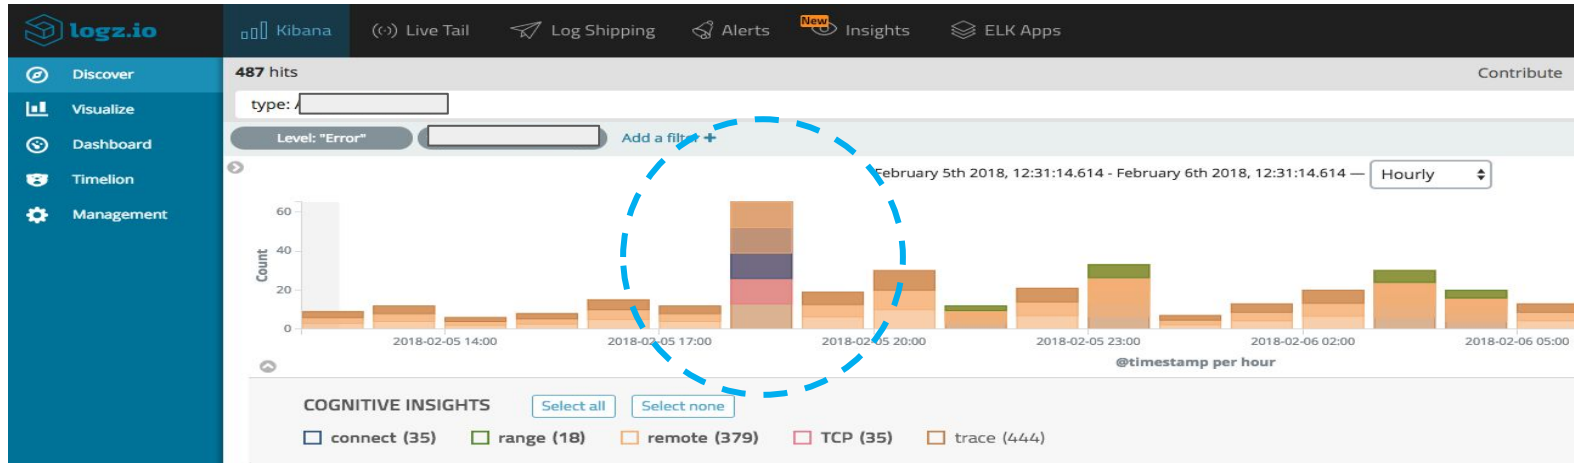 logz.io Kibana Live Tail Log Shipping Alerts New Insights ELK Apps
Discover
Visualize
Dashboard
Timelion
Management
487 hits Contribute
type:
Level: "Error" Add a filter +
February 5th 2018, 12:31:14.614 - February 6th 2018, 12:31:14.614 — Hourly
Count
60
40
20
0
2018-02-05 14:00 2018-02-05 17:00 2018-02-05 20:00 2018-02-05 23:00 2018-02-06 02:00 2018-02-06 05:00
@timestamp per hour
COGNITIVE INSIGHTS Select all Select none
connect (35) range (18) remote (379) TCP (35) trace (444)